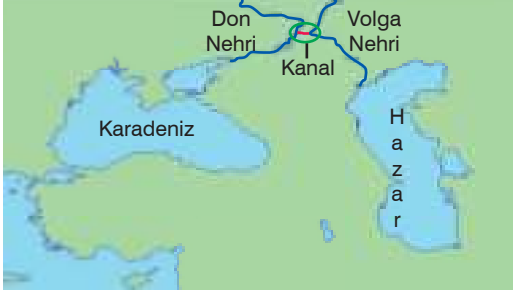 Don
Nehri
Volga
Nehri
Kanal
Karadeniz
H
a
z
a
r